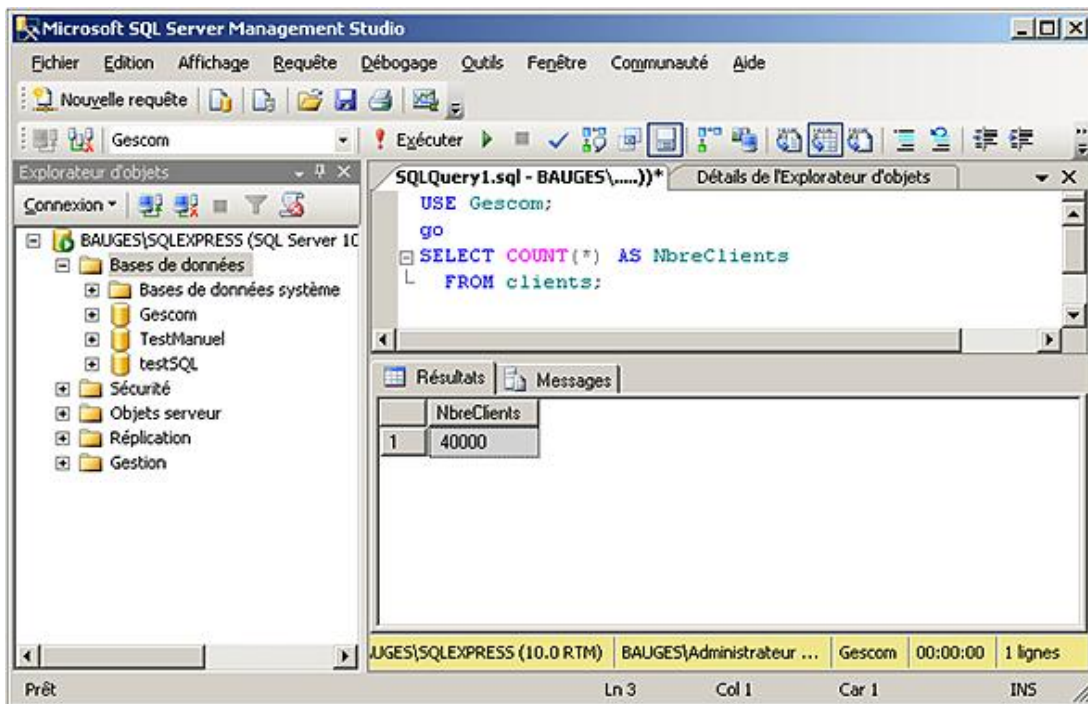 Microsoft SQL Server Management Studio
Fichier Edition Affichage Requête Débogage Outils Fenêtre Communauté Aide
Nouvelle requête
Gescom Exécuter
Explorateur d'objets
Connexion
BAUGES\SQLEXPRESS (SQL Server 10
Bases de données
Bases de données système
Gescom
TestManuel
testSQL
Sécurité
Objets serveur
Réplication
Gestion
SQLQuery1.sql - BAUGES\.....))* Détails de l'Explorateur d'objets
USE Gescom;
go
SELECT COUNT(*) AS NbreClients
FROM clients;
Résultats Messages
NbreClients
1 40000
UGES\SQLEXPRESS (10.0 RTM) BAUGES\Administrateur ... Gescom 00:00:00 1 lignes
Prêt Ln 3 Col 1 Car 1 INS